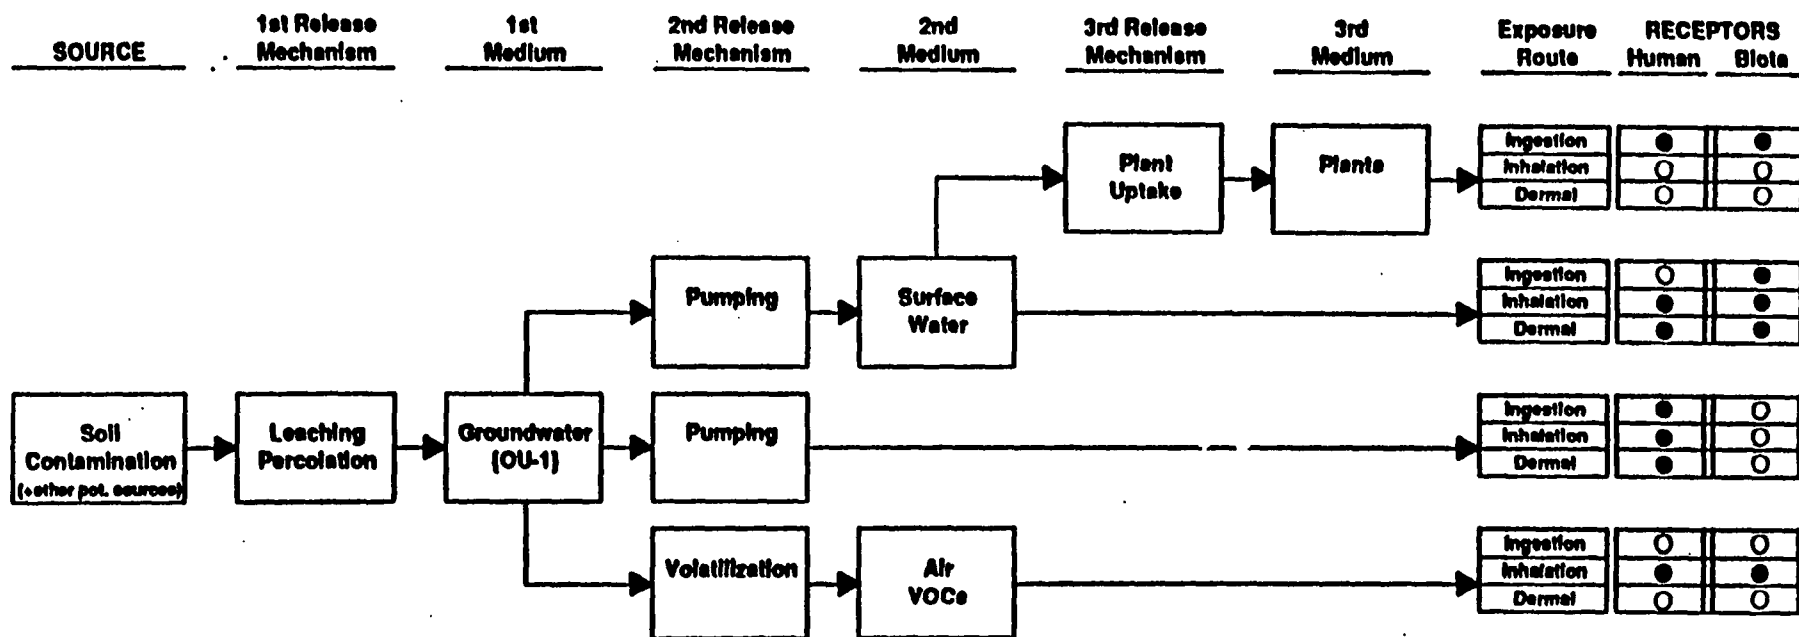 SOURCE
1st Release
Mechanism
1st
Medium
2nd Release
Mechanism
2nd
Medium
3rd Release
Mechanism
3rd
Medium
Exposure
Route
RECEPTORS
Human
Biota
Plant
Uptake
Plants
Ingestion
Inhalation
Dermal
Pumping
Surface
Water
Ingestion
Inhalation
Dermal
Soil
Contamination
(+other pot. sources)
Leaching
Percolation
Groundwater
(OU-1)
Pumping
Ingestion
Inhalation
Dermal
Volatilization
Air
VOCs
Ingestion
Inhalation
Dermal